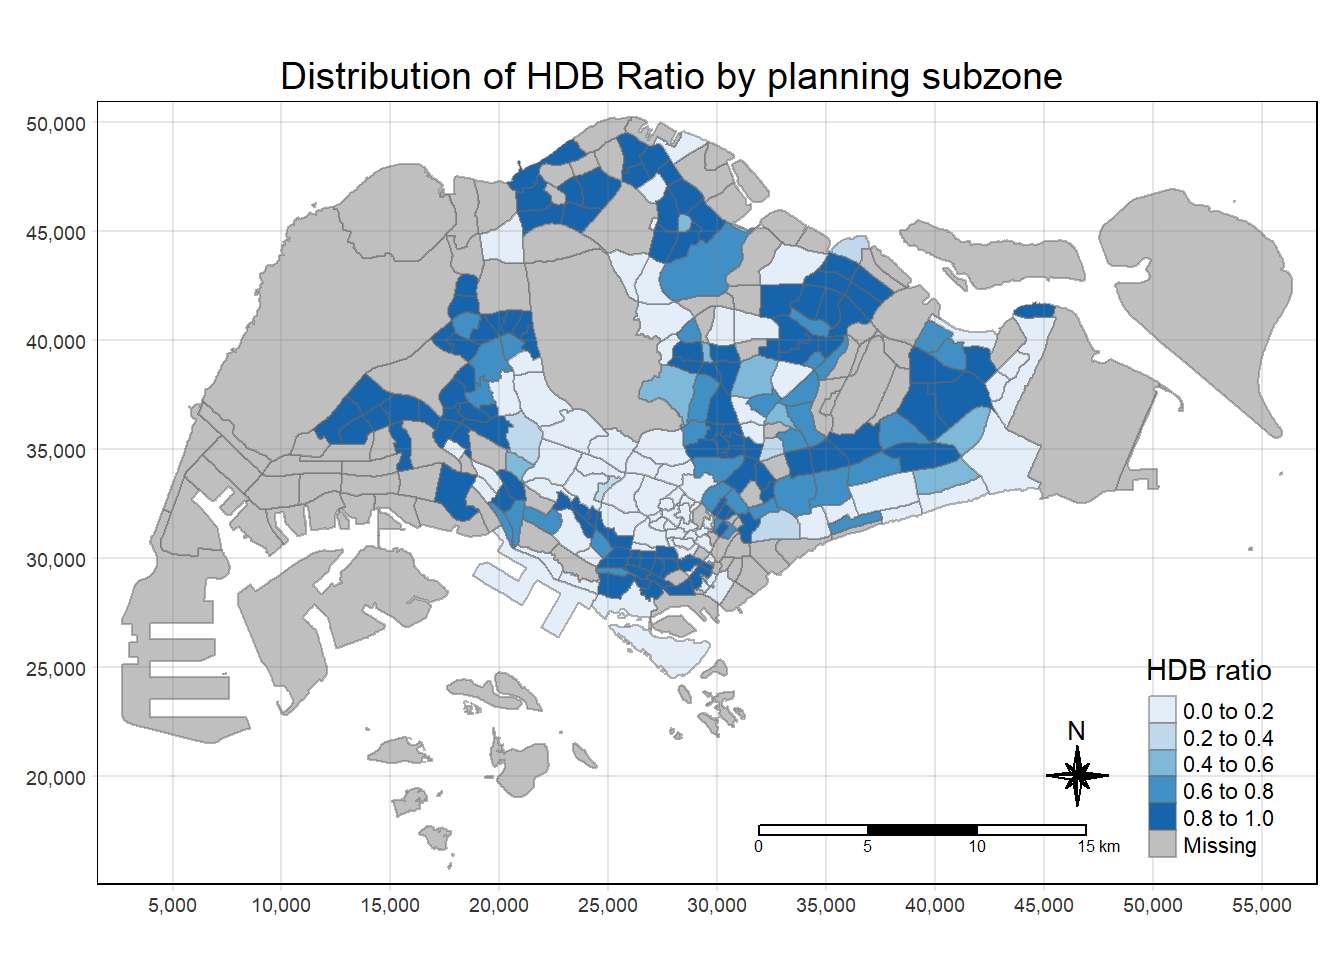 Distribution of HDB Ratio by planning subzone
50,000
45,000
40,000
35,000
30,000
25,000
20,000
HDB ratio
0.0 to 0.2
0.2 to 0.4
0.4 to 0.6
0.6 to 0.8
0.8 to 1.0
Missing
N
0 5 10 15 km
5,000 10,000 15,000 20,000 25,000 30,000 35,000 40,000 45,000 50,000 55,000